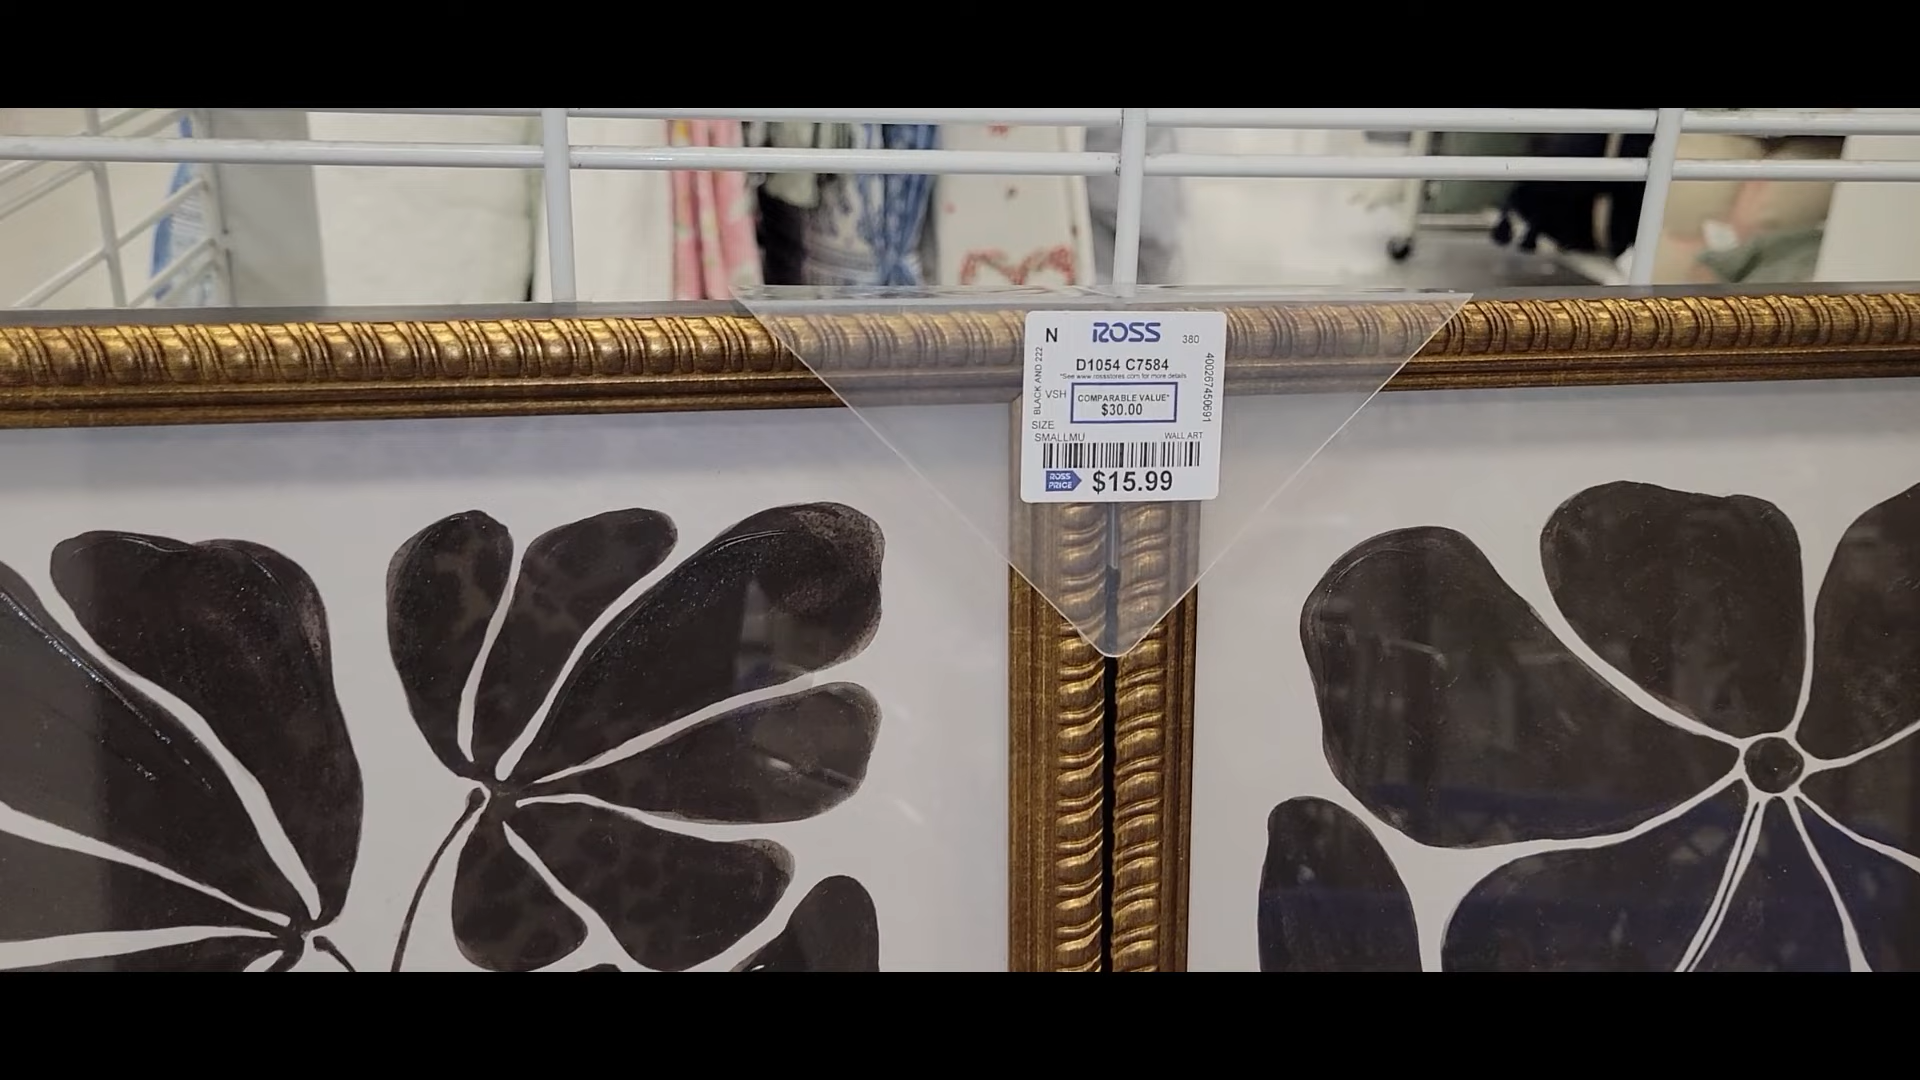 N ROSS 380
D1054 C7584
*See www.rossstores.com for more details
BLACK AND 222
VSH
COMPARABLE VALUE*
$30.00
400267450691
SIZE
SMALLMU WALL ART
ROSS PRICE $15.99